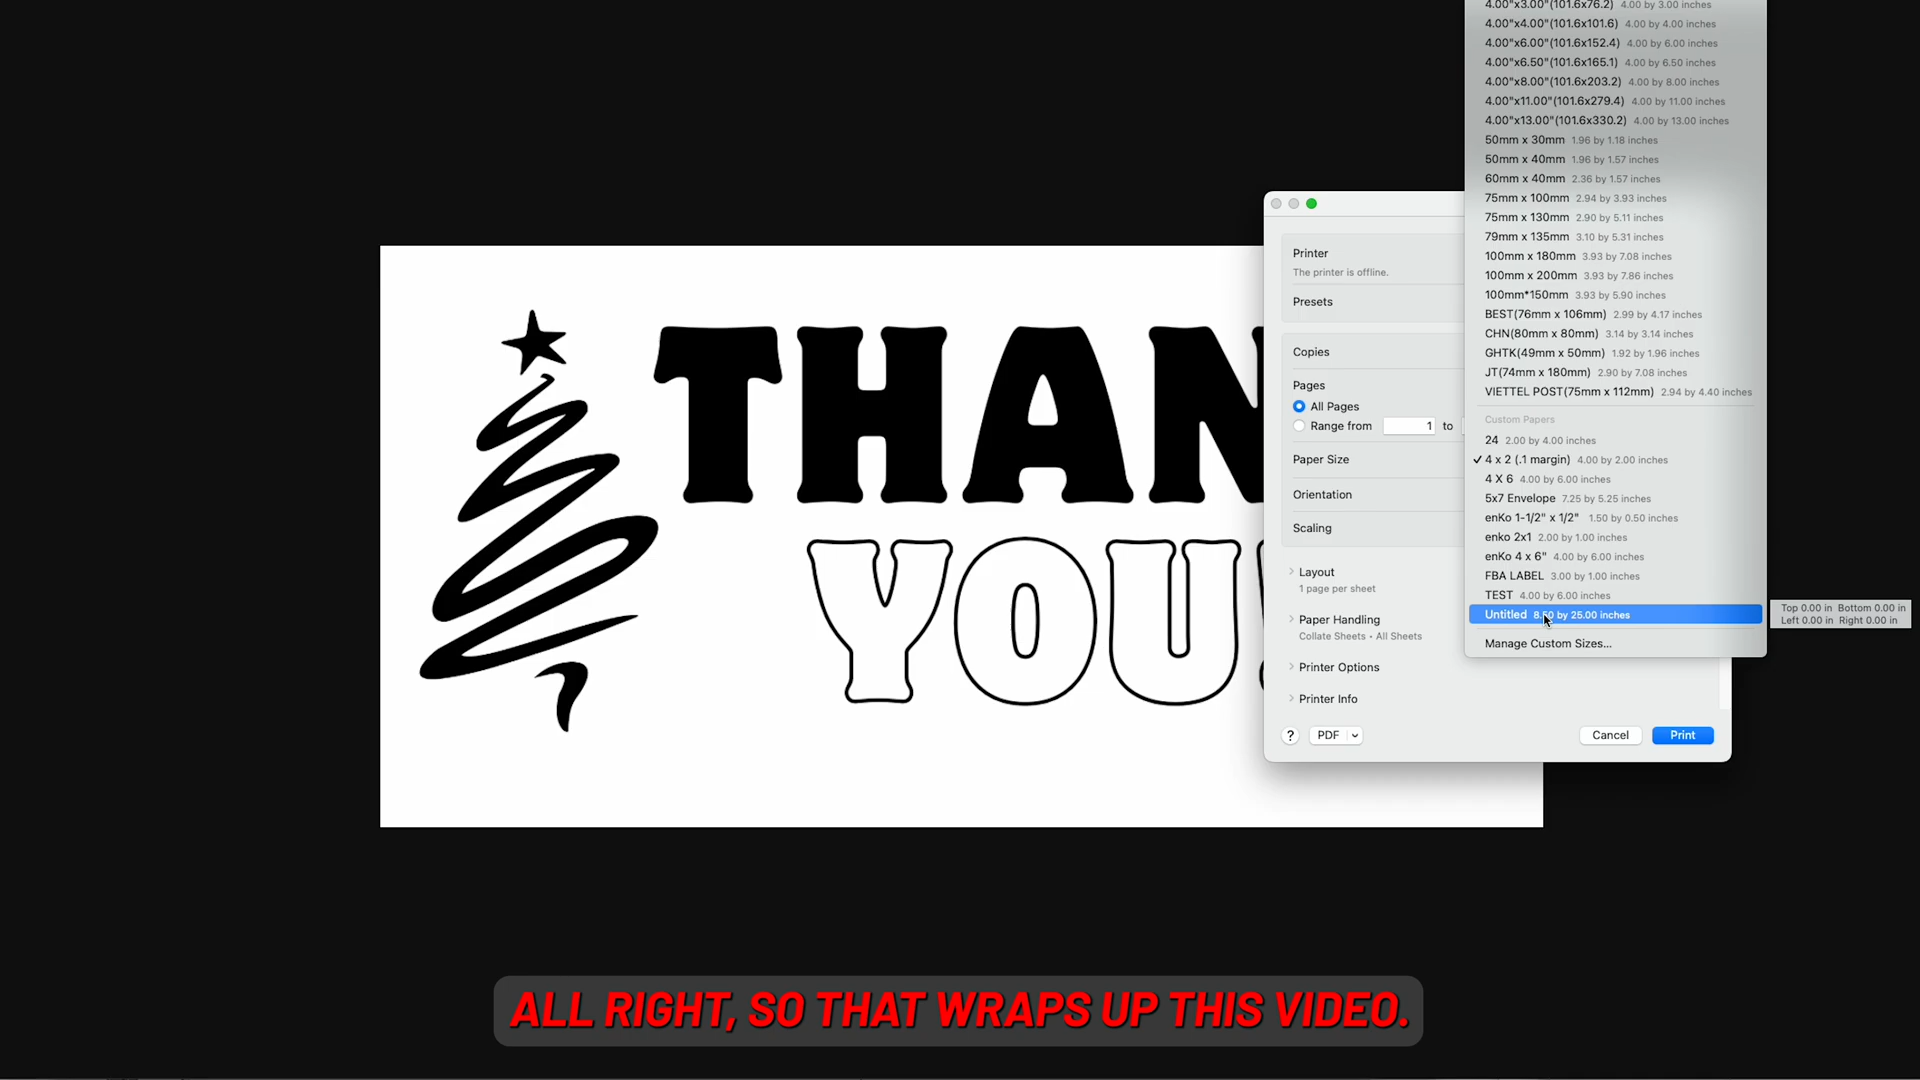 4.00"x3.00"(101.6x76.2) 4.00 by 3.00 inches
4.00"x4.00"(101.6x101.6) 4.00 by 4.00 inches
4.00"x6.00"(101.6x152.4) 4.00 by 6.00 inches
4.00"x6.50"(101.6x165.1) 4.00 by 6.50 inches
4.00"x8.00"(101.6x203.2) 4.00 by 8.00 inches
4.00"x11.00"(101.6x279.4) 4.00 by 11.00 inches
4.00"x13.00"(101.6x330.2) 4.00 by 13.00 inches
50mm x 30mm 1.96 by 1.18 inches
50mm x 40mm 1.96 by 1.57 inches
60mm x 40mm 2.36 by 1.57 inches
75mm x 100mm 2.94 by 3.93 inches
75mm x 130mm 2.90 by 5.11 inches
79mm x 135mm 3.10 by 5.31 inches
100mm x 180mm 3.93 by 7.08 inches
100mm x 200mm 3.93 by 7.86 inches
100mm*150mm 3.93 by 5.90 inches
BEST(76mm x 106mm) 2.99 by 4.17 inches
CHN(80mm x 80mm) 3.14 by 3.14 inches
GHTK(49mm x 50mm) 1.92 by 1.96 inches
JT(74mm x 180mm) 2.90 by 7.08 inches
VIETTEL POST(75mm x 112mm) 2.94 by 4.40 inches
Custom Papers
24 2.00 by 4.00 inches
4 x 2 (.1 margin) 4.00 by 2.00 inches
4 X 6 4.00 by 6.00 inches
5x7 Envelope 7.25 by 5.25 inches
enKo 1-1/2" x 1/2" 1.50 by 0.50 inches
enko 2x1 2.00 by 1.00 inches
enKo 4 x 6" 4.00 by 6.00 inches
FBA LABEL 3.00 by 1.00 inches
TEST 4.00 by 6.00 inches
Untitled 8.50 by 25.00 inches
Manage Custom Sizes...
Top 0.00 in Bottom 0.00 in
Left 0.00 in Right 0.00 in
Printer
The printer is offline.
Presets
Copies
Pages
All Pages
Range from 1 to
Paper Size
Orientation
Scaling
Layout
1 page per sheet
Paper Handling
Collate Sheets • All Sheets
Printer Options
Printer Info
? PDF Cancel Print
THAN
YOU
ALL RIGHT, SO THAT WRAPS UP THIS VIDEO.